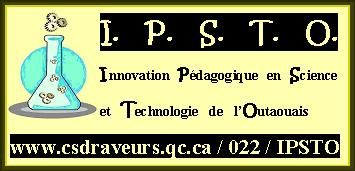 I. P. S. T. O.
Innovation Pédagogique en Science
et Technologie de l'Outaouais
www.csdraveurs.qc.ca / 022 / IPSTO